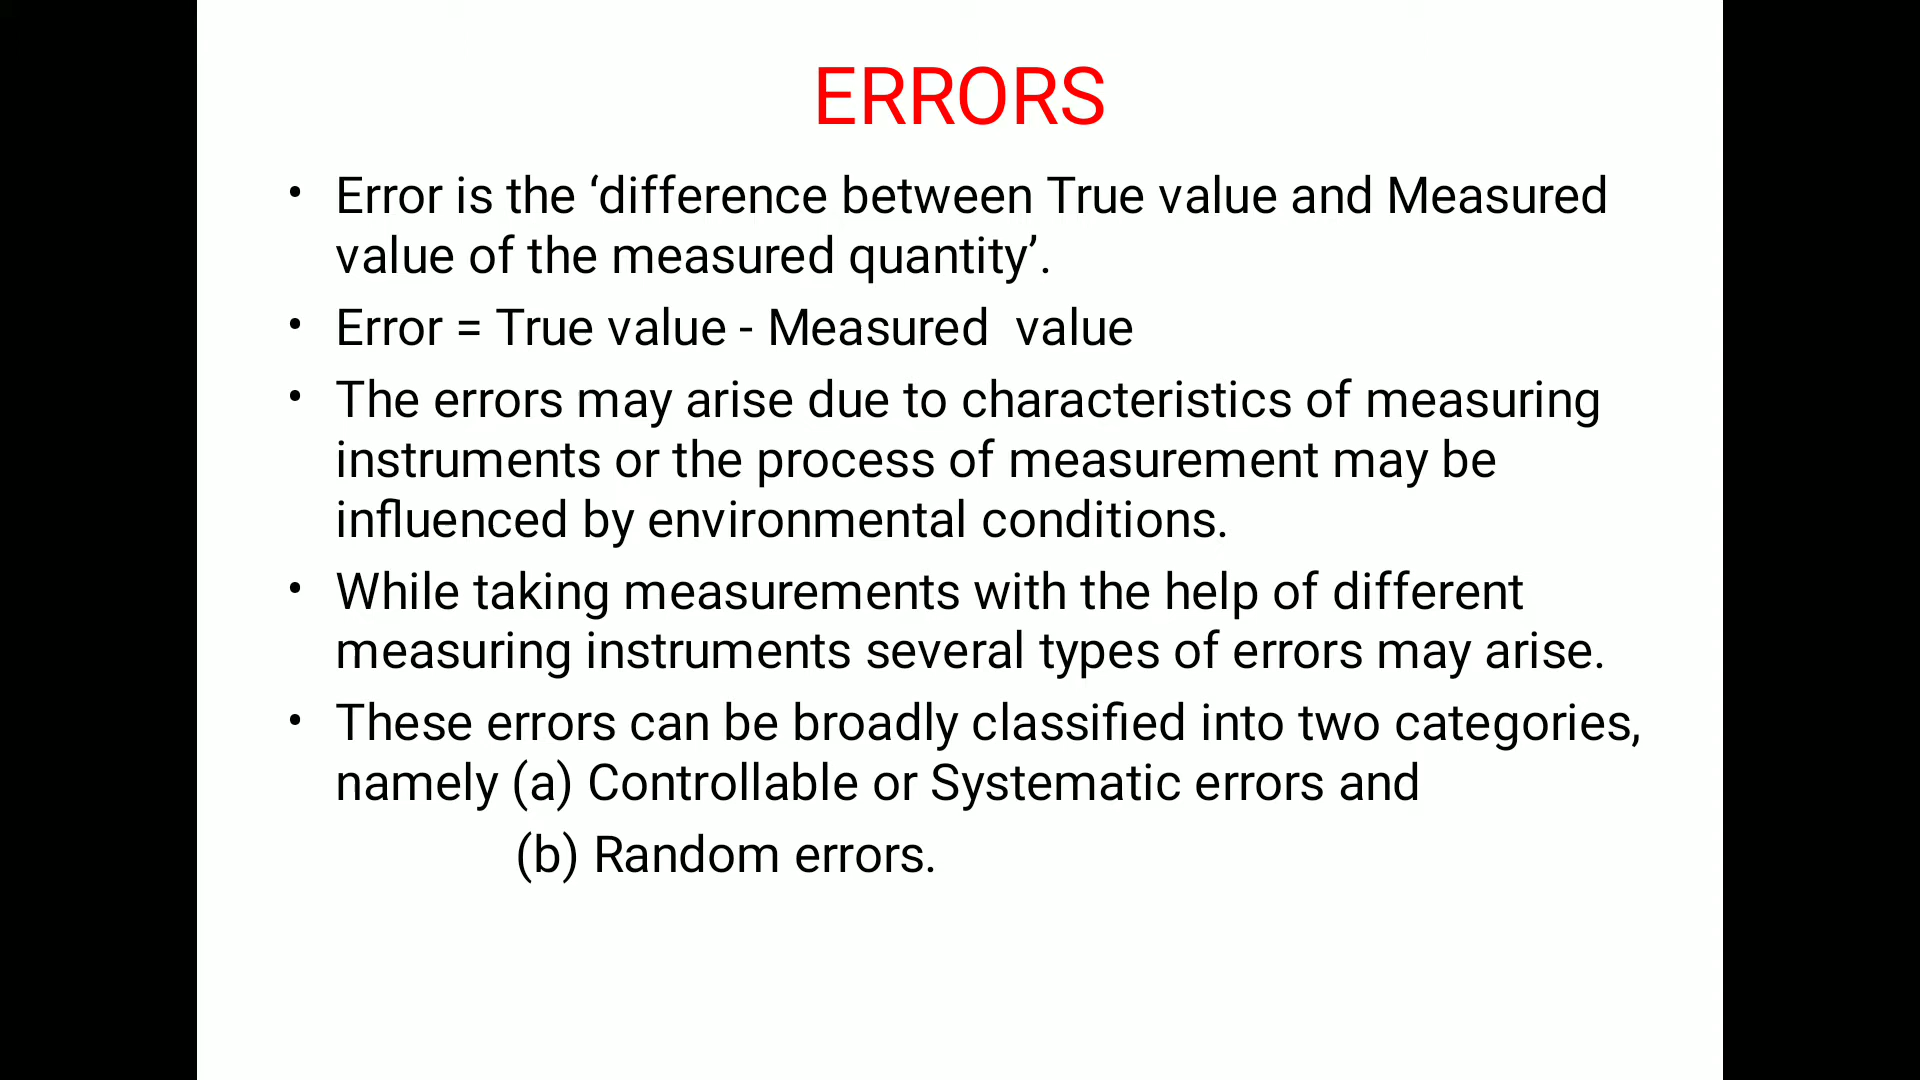 ERRORS
• Error is the ‘difference between True value and Measured
value of the measured quantity’.
• Error = True value - Measured  value
• The errors may arise due to characteristics of measuring
instruments or the process of measurement may be
influenced by environmental conditions.
• While taking measurements with the help of different
measuring instruments several types of errors may arise.
• These errors can be broadly classified into two categories,
namely (a) Controllable or Systematic errors and
(b) Random errors.